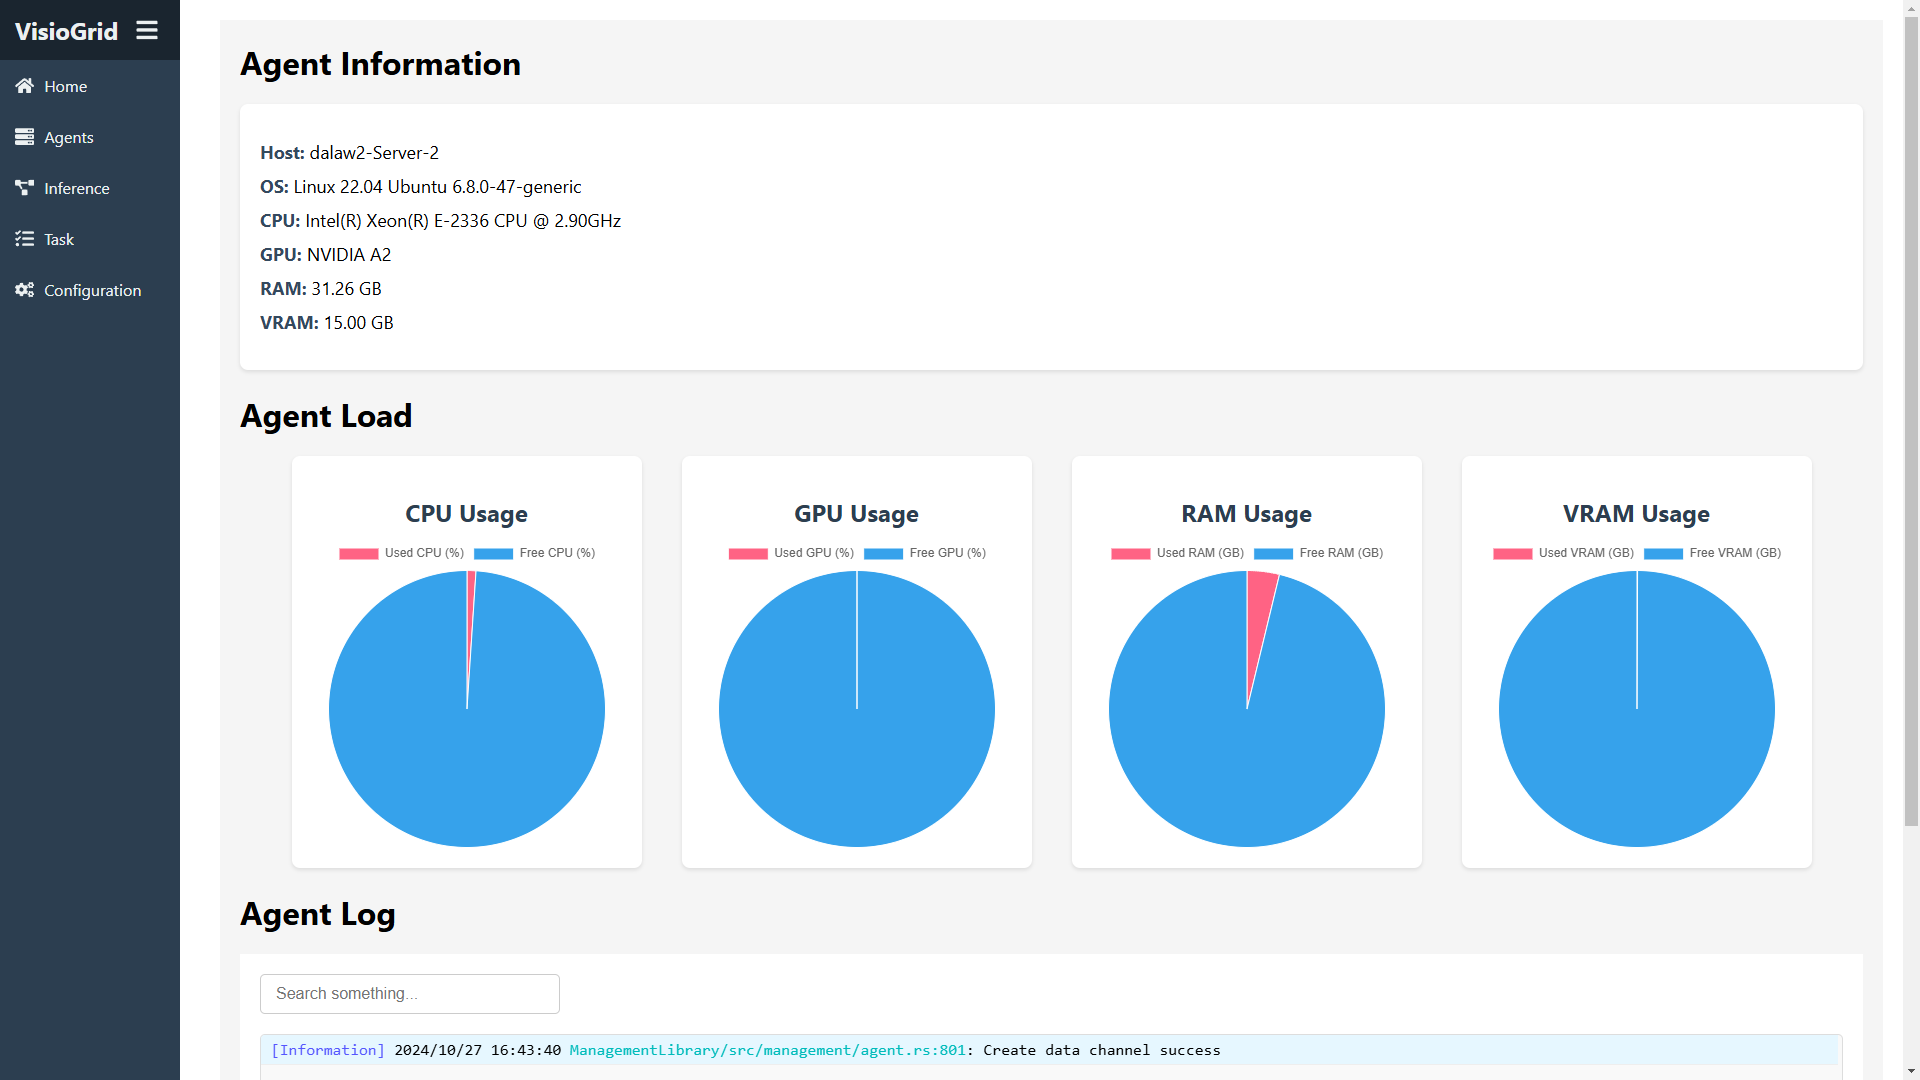 VisioGrid
Home
Agents
Inference
Task
Configuration
Agent Information
Host: dalaw2-Server-2
OS: Linux 22.04 Ubuntu 6.8.0-47-generic
CPU: Intel(R) Xeon(R) E-2336 CPU @ 2.90GHz
GPU: NVIDIA A2
RAM: 31.26 GB
VRAM: 15.00 GB
Agent Load
CPU Usage
Used CPU (%) Free CPU (%)
GPU Usage
Used GPU (%) Free GPU (%)
RAM Usage
Used RAM (GB) Free RAM (GB)
VRAM Usage
Used VRAM (GB) Free VRAM (GB)
Agent Log
Search something...
[Information] 2024/10/27 16:43:40 ManagementLibrary/src/management/agent.rs:801: Create data channel success